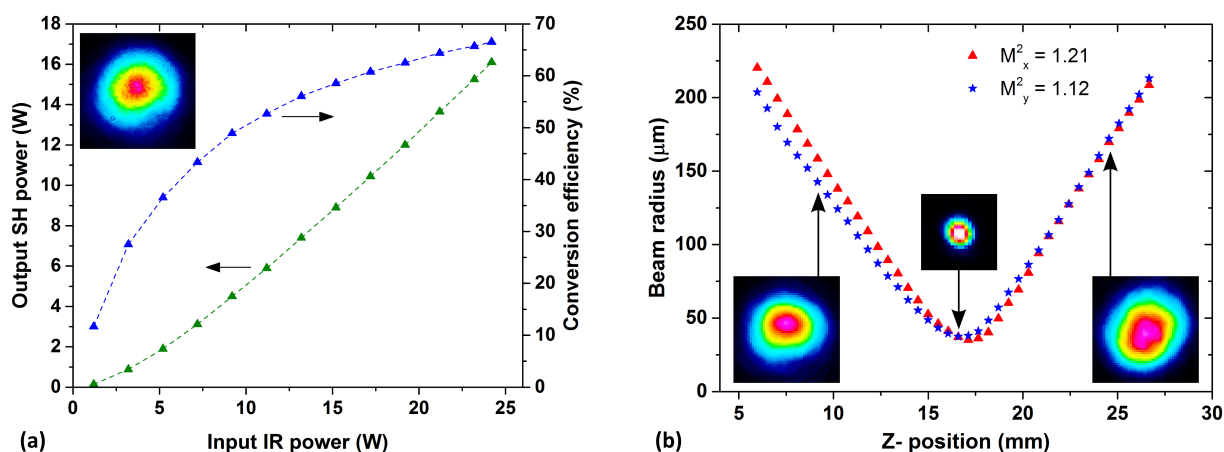 18
16
14
12
10
8
6
4
2
0
Output SH power (W)
70
60
50
40
30
20
10
0
Conversion efficiency (%)
0 5 10 15 20 25
(a) Input IR power (W)
250
200
150
100
50
0
Beam radius (μm)
M²ₓ = 1.21
M²ᵧ = 1.12
5 10 15 20 25 30
(b) Z- position (mm)